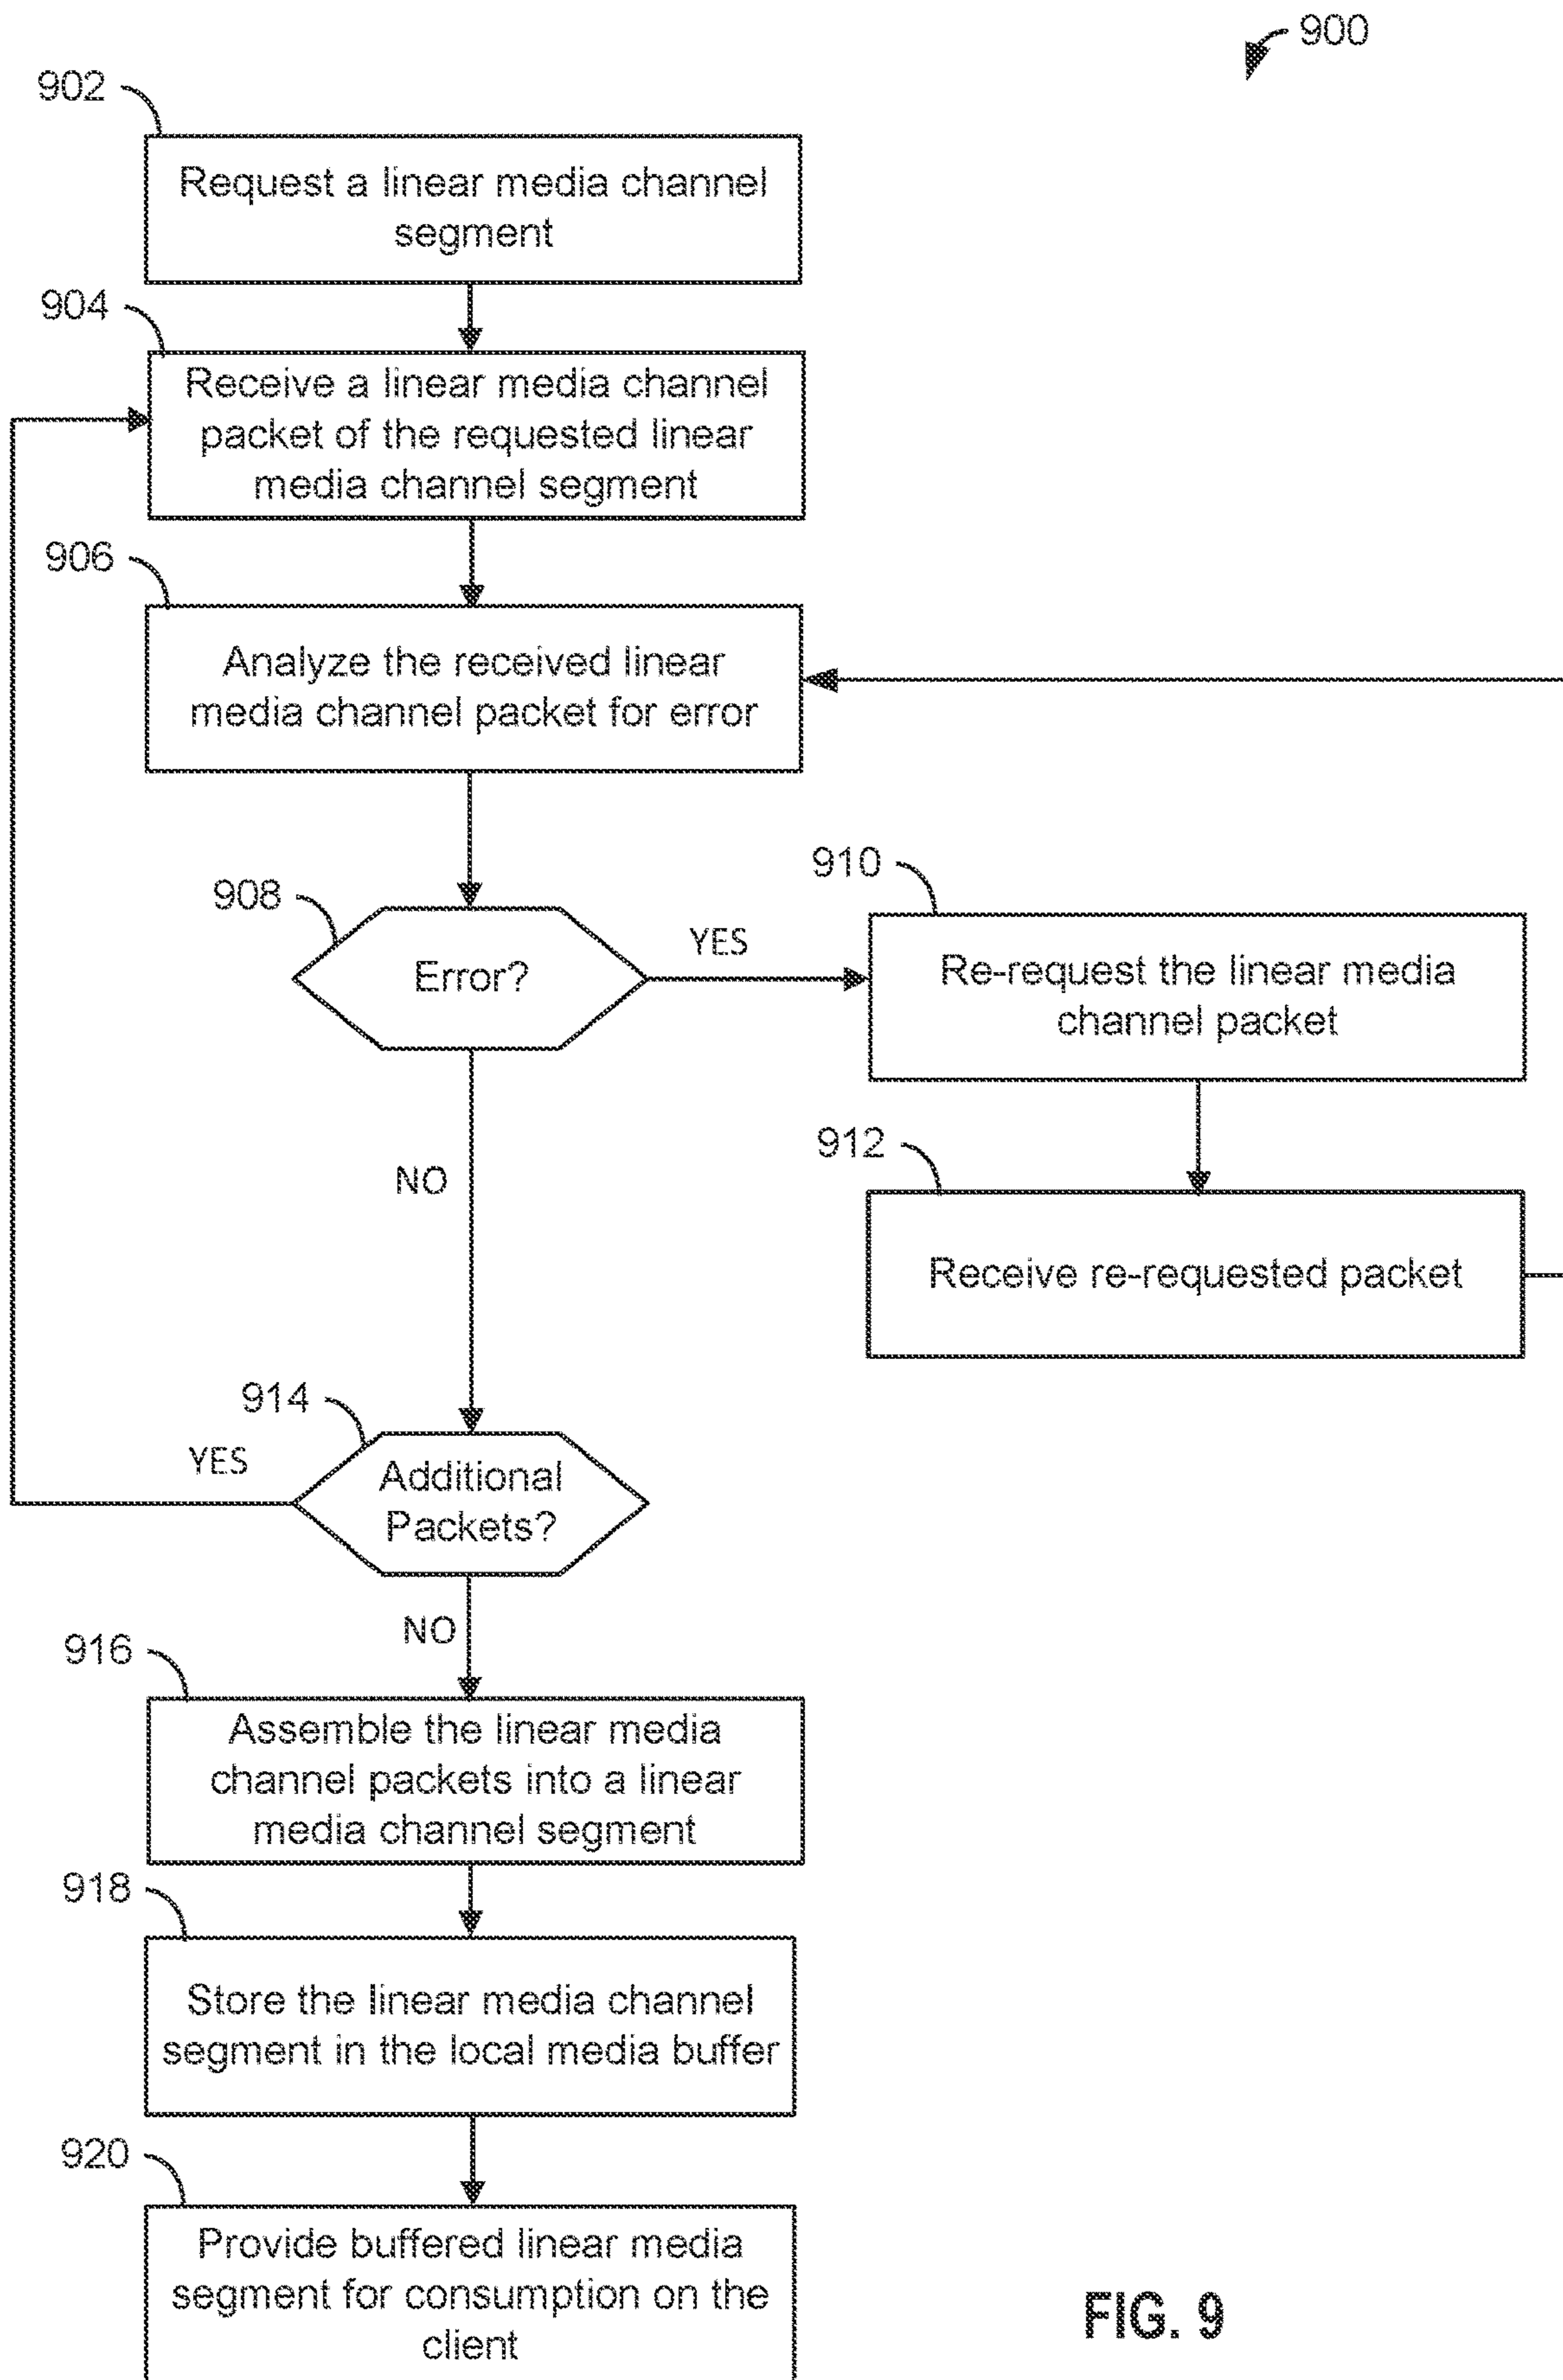 900
902
Request a linear media channel
segment
904
Receive a linear media channel
packet of the requested linear
media channel segment
906
Analyze the received linear
media channel packet for error
908
Error?
YES
910
Re-request the linear media
channel packet
NO
912
Receive re-requested packet
914
YES
Additional
Packets?
NO
916
Assemble the linear media
channel packets into a linear
media channel segment
918
Store the linear media channel
segment in the local media buffer
920
Provide buffered linear media
segment for consumption on the
client
FIG. 9